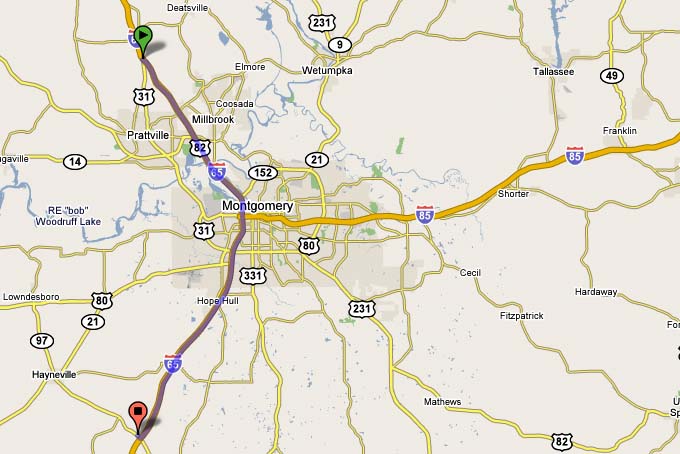 Deatsville
231
9
Elmore
Wetumpka
Tallassee
49
31
Coosada
Millbrook
Prattville
82
Franklin
85
14
21
152
65
Shorter
RE "bob"
Woodruff Lake
Montgomery
85
31
80
Cecil
331
Hardaway
Lowndesboro
80
Hope Hull
231
21
Fitzpatrick
97
65
Hayneville
Mathews
82